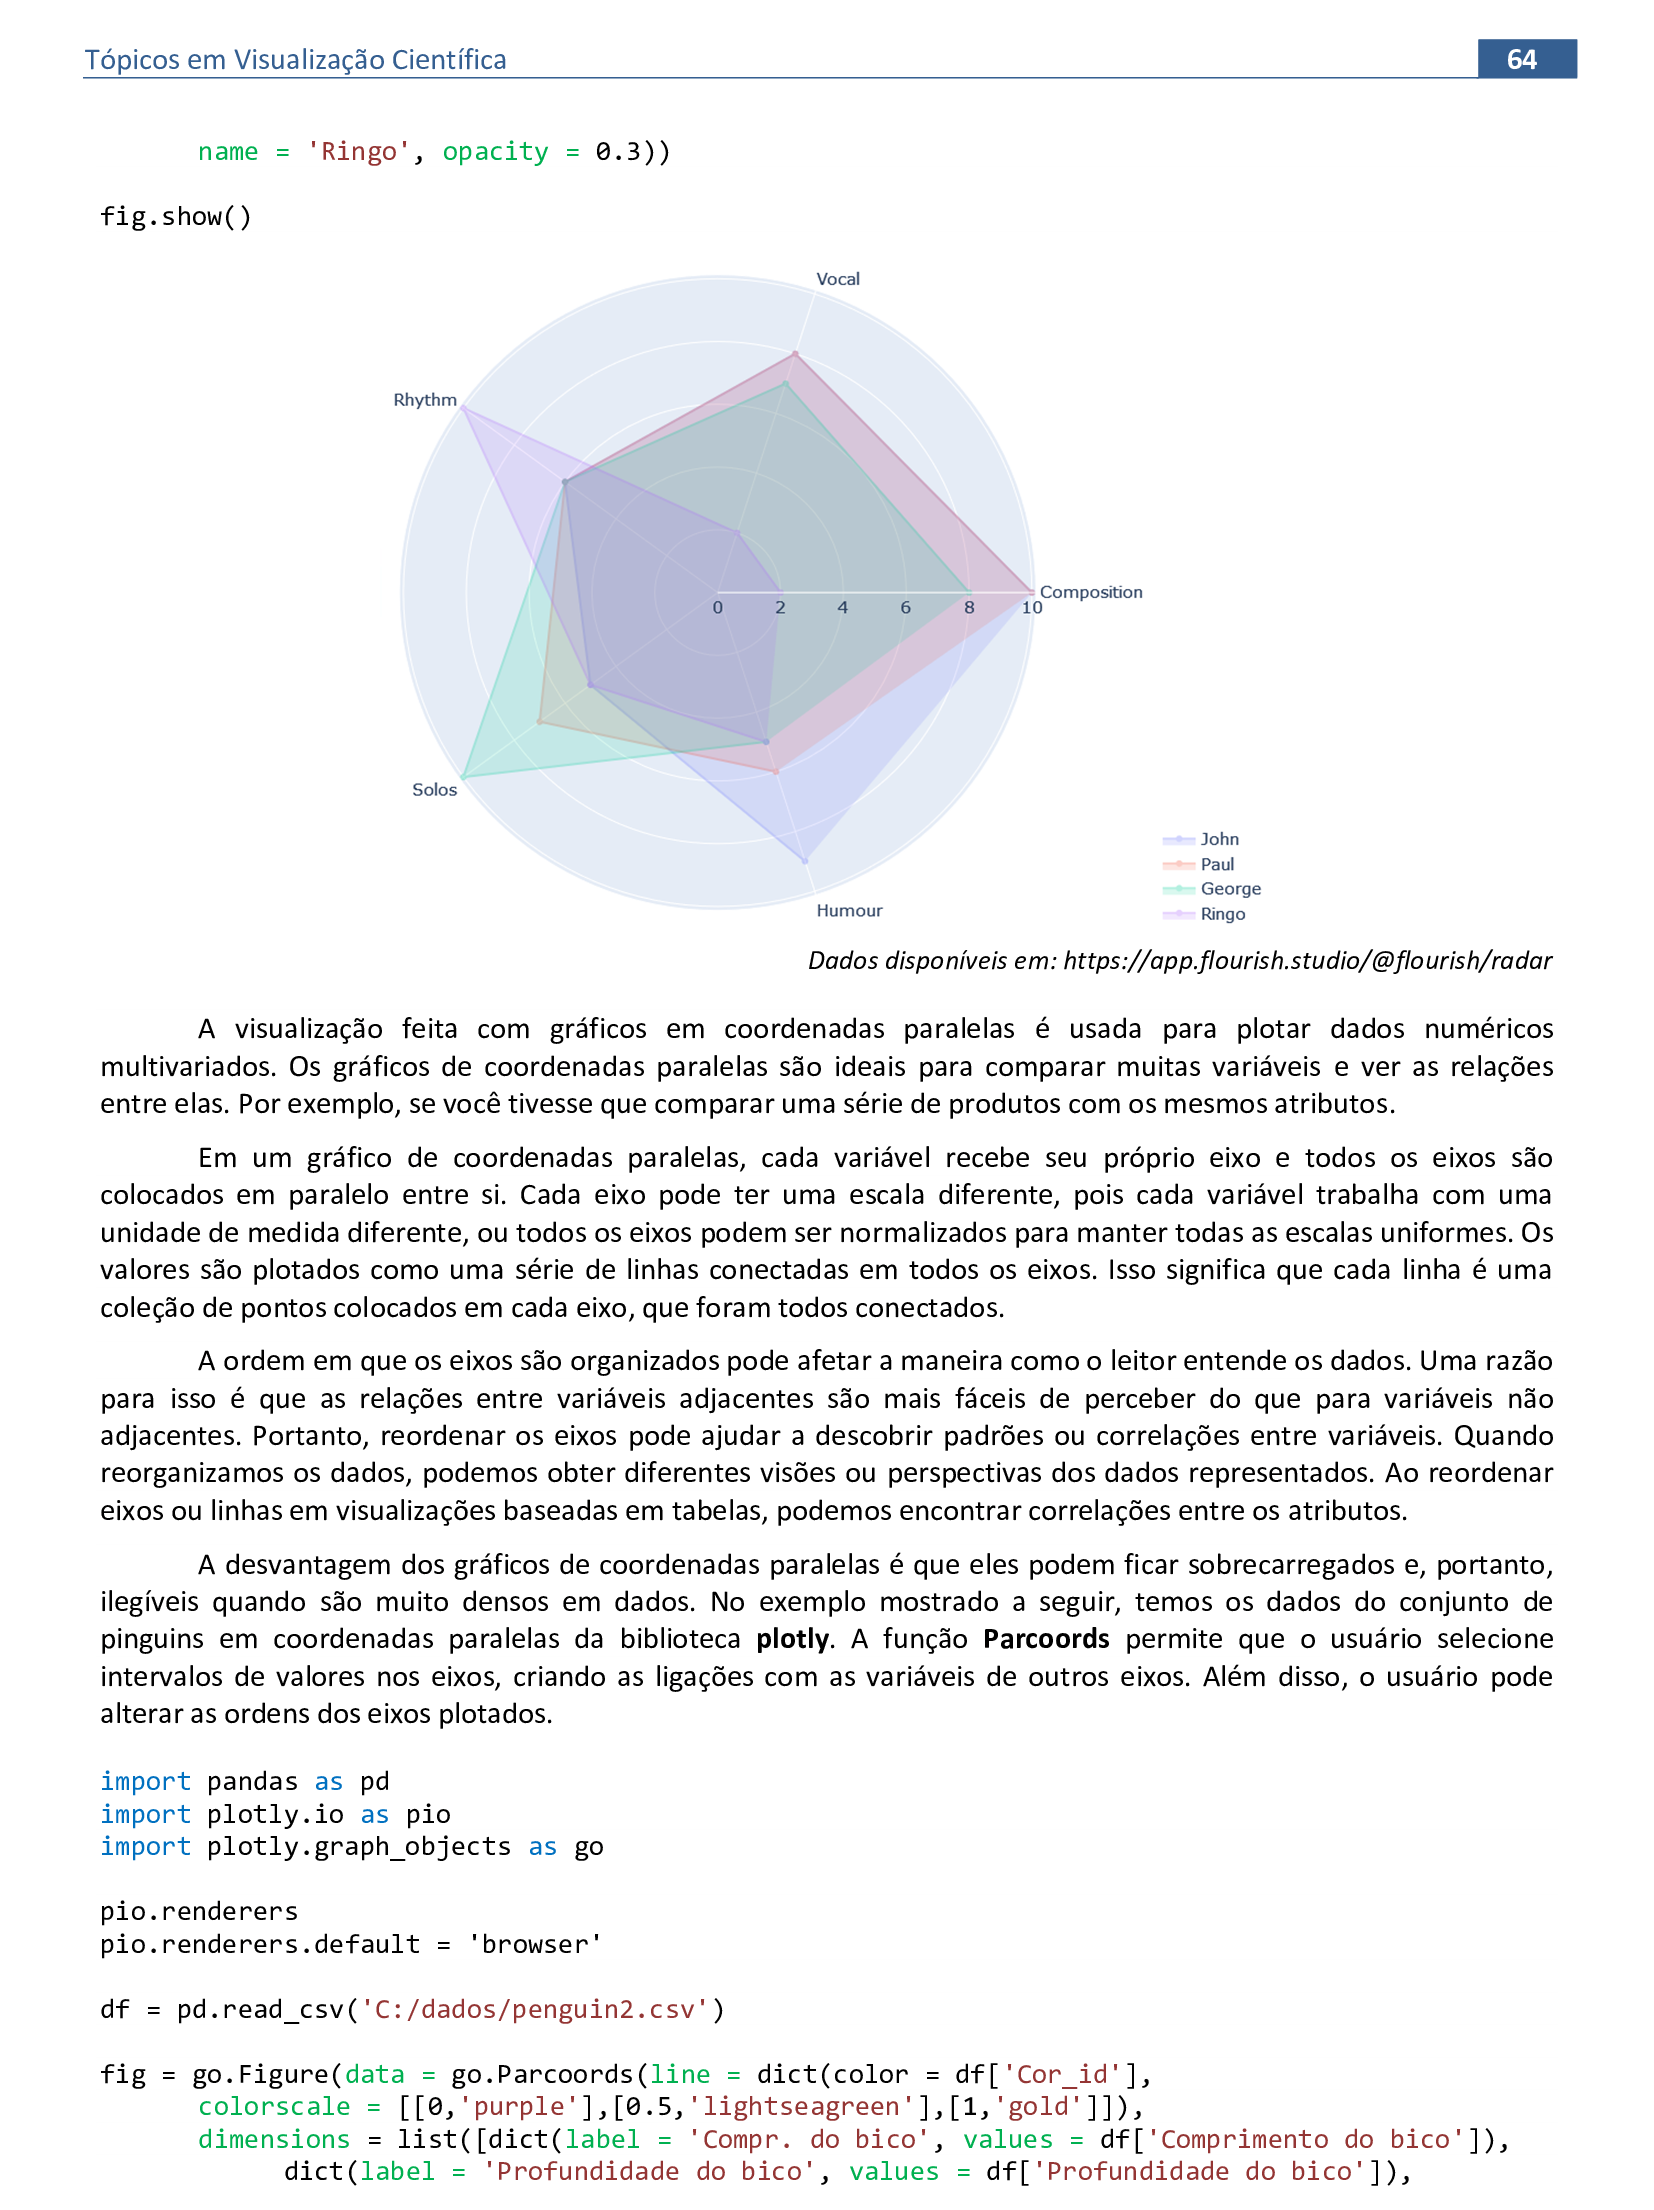 Tópicos em Visualização Científica
64
name = 'Ringo', opacity = 0.3))
fig.show()
Vocal
Rhythm
Composition
0 2 4 6 8 10
Solos
Humour
John
Paul
George
Ringo
Dados disponíveis em: https://app.flourish.studio/@flourish/radar
A visualização feita com gráficos em coordenadas paralelas é usada para plotar dados numéricos
multivariados. Os gráficos de coordenadas paralelas são ideais para comparar muitas variáveis e ver as relações
entre elas. Por exemplo, se você tivesse que comparar uma série de produtos com os mesmos atributos.
Em um gráfico de coordenadas paralelas, cada variável recebe seu próprio eixo e todos os eixos são
colocados em paralelo entre si. Cada eixo pode ter uma escala diferente, pois cada variável trabalha com uma
unidade de medida diferente, ou todos os eixos podem ser normalizados para manter todas as escalas uniformes. Os
valores são plotados como uma série de linhas conectadas em todos os eixos. Isso significa que cada linha é uma
coleção de pontos colocados em cada eixo, que foram todos conectados.
A ordem em que os eixos são organizados pode afetar a maneira como o leitor entende os dados. Uma razão
para isso é que as relações entre variáveis adjacentes são mais fáceis de perceber do que para variáveis não
adjacentes. Portanto, reordenar os eixos pode ajudar a descobrir padrões ou correlações entre variáveis. Quando
reorganizamos os dados, podemos obter diferentes visões ou perspectivas dos dados representados. Ao reordenar
eixos ou linhas em visualizações baseadas em tabelas, podemos encontrar correlações entre os atributos.
A desvantagem dos gráficos de coordenadas paralelas é que eles podem ficar sobrecarregados e, portanto,
ilegíveis quando são muito densos em dados. No exemplo mostrado a seguir, temos os dados do conjunto de
pinguins em coordenadas paralelas da biblioteca plotly. A função Parcoords permite que o usuário selecione
intervalos de valores nos eixos, criando as ligações com as variáveis de outros eixos. Além disso, o usuário pode
alterar as ordens dos eixos plotados.
import pandas as pd
import plotly.io as pio
import plotly.graph_objects as go
pio.renderers
pio.renderers.default = 'browser'
df = pd.read_csv('C:/dados/penguin2.csv')
fig = go.Figure(data = go.Parcoords(line = dict(color = df['Cor_id'],
colorscale = [[0,'purple'],[0.5,'lightseagreen'],[1,'gold']]),
dimensions = list([dict(label = 'Compr. do bico', values = df['Comprimento do bico']),
dict(label = 'Profundidade do bico', values = df['Profundidade do bico']),